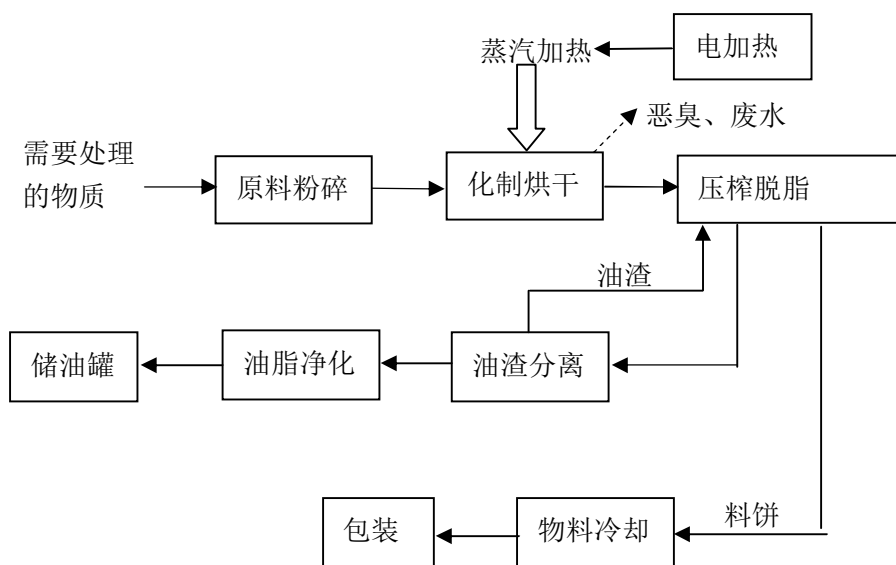 蒸汽加热
电加热
恶臭、废水
需要处理
的物质
原料粉碎
化制烘干
压榨脱脂
油渣
储油罐
油脂净化
油渣分离
包装
物料冷却
料饼